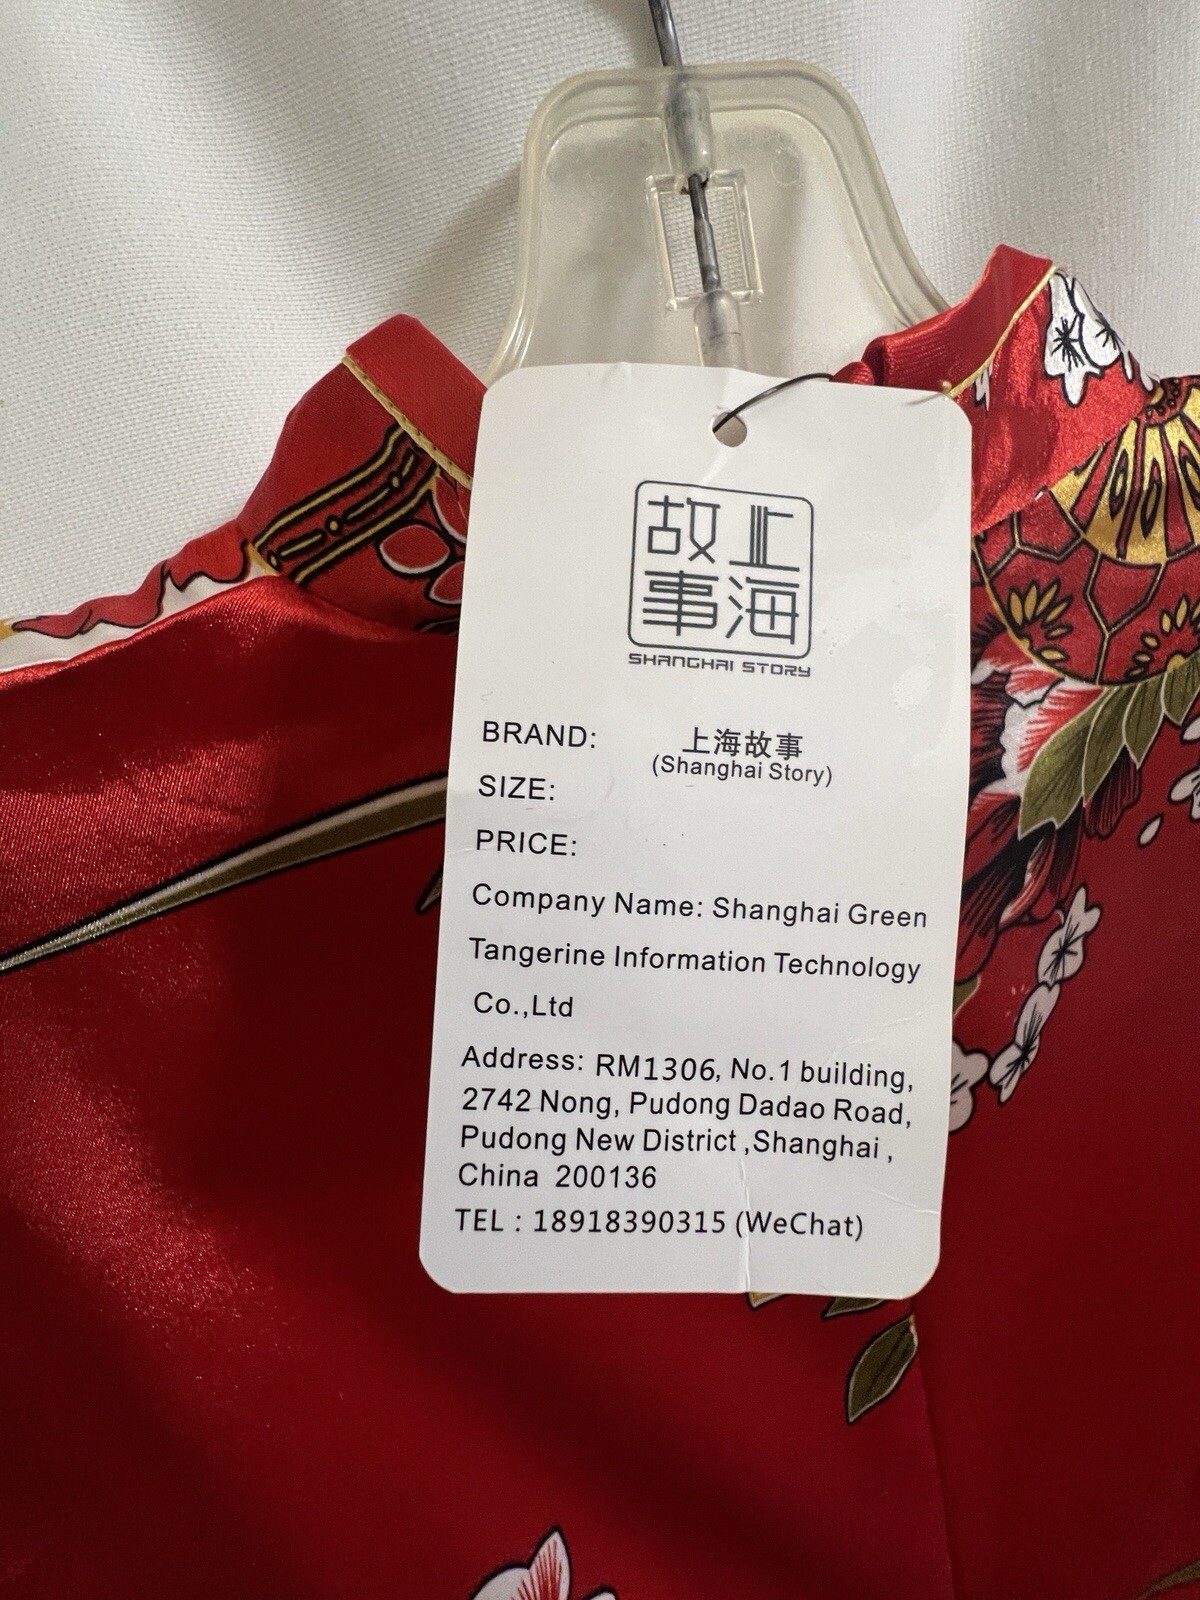 上海
故事
SHANGHAI STORY
BRAND: 上海故事
(Shanghai Story)
SIZE:
PRICE:
Company Name: Shanghai Green
Tangerine Information Technology
Co.,Ltd
Address: RM1306, No.1 building,
2742 Nong, Pudong Dadao Road,
Pudong New District ,Shanghai ,
China 200136
TEL : 18918390315 (WeChat)